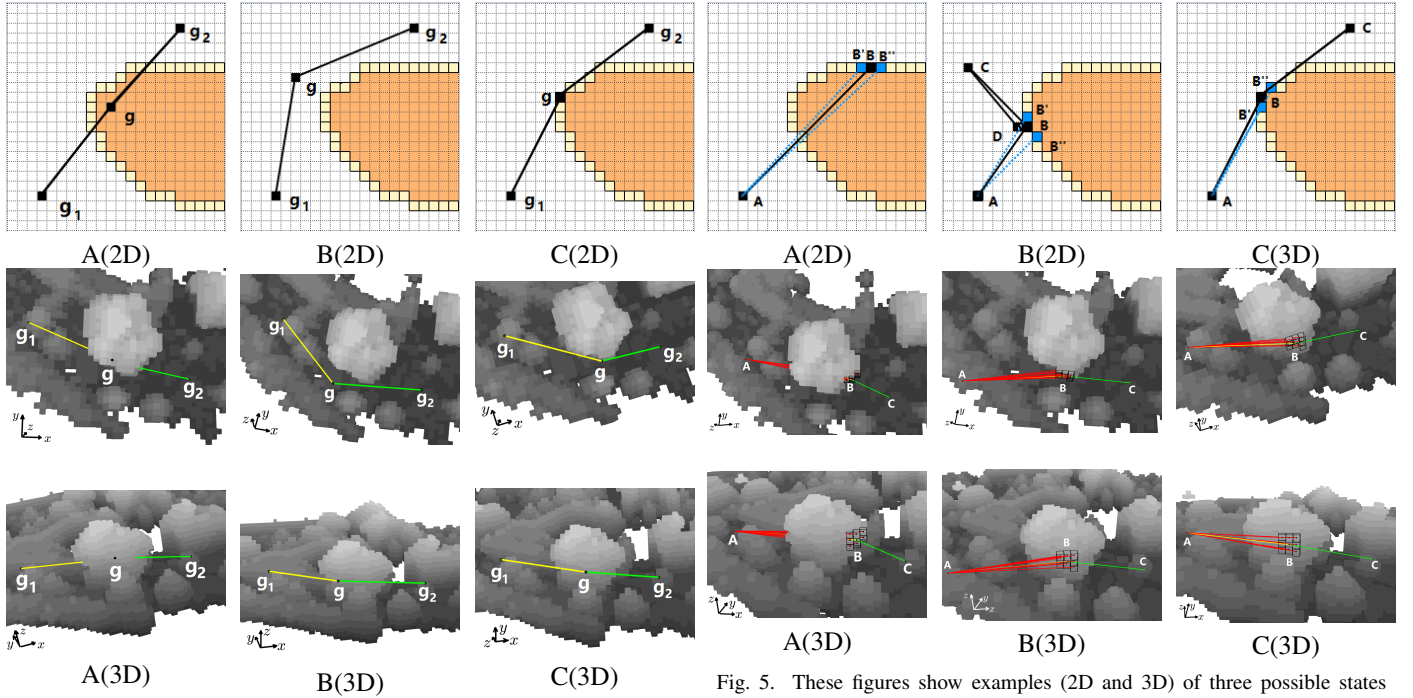 g2
g
g1
A(2D)
g2
g
g1
B(2D)
g2
g
g1
C(2D)
B' B B''
A
A(2D)
C
B'
D B
B''
A
B(2D)
C
B''
B' B
A
C(3D)
g1
g
g2
y
z
x
g1
g
g2
y
z x
g1
g
g2
y
z x
A
B
C
y
z x
A
B
C
y
z x
A
B
C
z y
x
g1
g
g2
z
y x
A(3D)
g1
g
g2
z
y x
B(3D)
g1
g
g2
y
z x
C(3D)
A
B
C
z y
x
A(3D)
B
A
C
z y
x
B(3D)
A
B
C
z y
x
C(3D)
Fig. 5. These figures show examples (2D and 3D) of three possible states